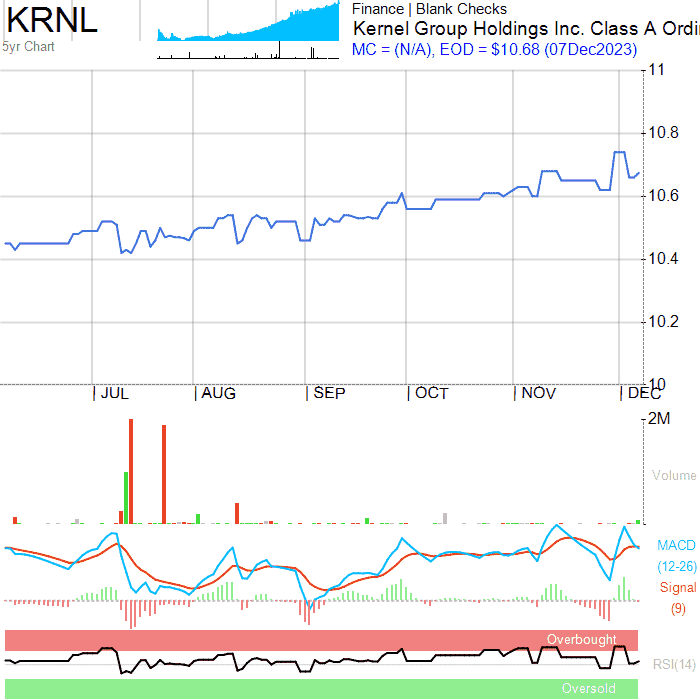 KRNL
5yr Chart
Finance | Blank Checks
Kernel Group Holdings Inc. Class A Ordi
MC = (N/A), EOD = $10.68 (07Dec2023)
11
10.8
10.6
10.4
10.2
10
JUL
AUG
SEP
OCT
NOV
DEC
2M
Volume
MACD
(12-26)
Signal
(9)
Overbought
RSI(14)
Oversold